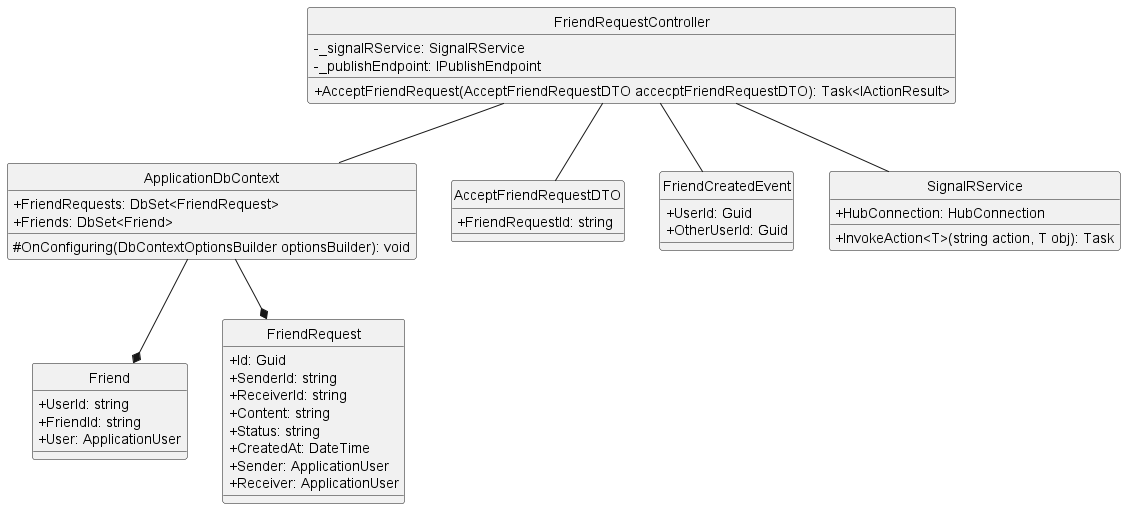 FriendRequestController
-_signalRService: SignalRService
-_publishEndpoint: IPublishEndpoint
+AcceptFriendRequest(AcceptFriendRequestDTO accecptFriendRequestDTO): Task<IActionResult>
ApplicationDbContext
+FriendRequests: DbSet<FriendRequest>
+Friends: DbSet<Friend>
#OnConfiguring(DbContextOptionsBuilder optionsBuilder): void
AcceptFriendRequestDTO
+FriendRequestId: string
FriendCreatedEvent
+UserId: Guid
+OtherUserId: Guid
SignalRService
+HubConnection: HubConnection
+InvokeAction<T>(string action, T obj): Task
Friend
+UserId: string
+FriendId: string
+User: ApplicationUser
FriendRequest
+Id: Guid
+SenderId: string
+ReceiverId: string
+Content: string
+Status: string
+CreatedAt: DateTime
+Sender: ApplicationUser
+Receiver: ApplicationUser